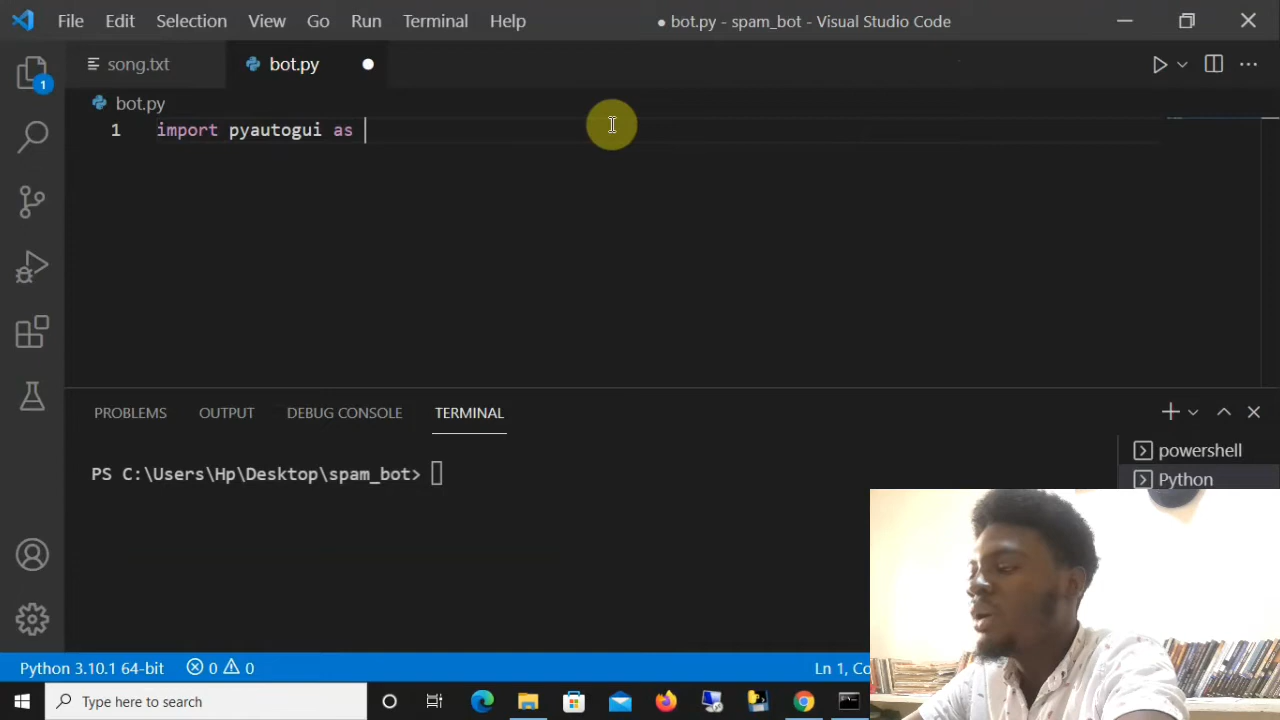 File Edit Selection View Go Run Terminal Help ● bot.py - spam_bot - Visual Studio Code
song.txt bot.py
1
bot.py
1 import pyautogui as
PROBLEMS OUTPUT DEBUG CONSOLE TERMINAL
PS C:\Users\Hp\Desktop\spam_bot>
powershell
Python
Python 3.10.1 64-bit 0 0 Ln 1,
Type here to search